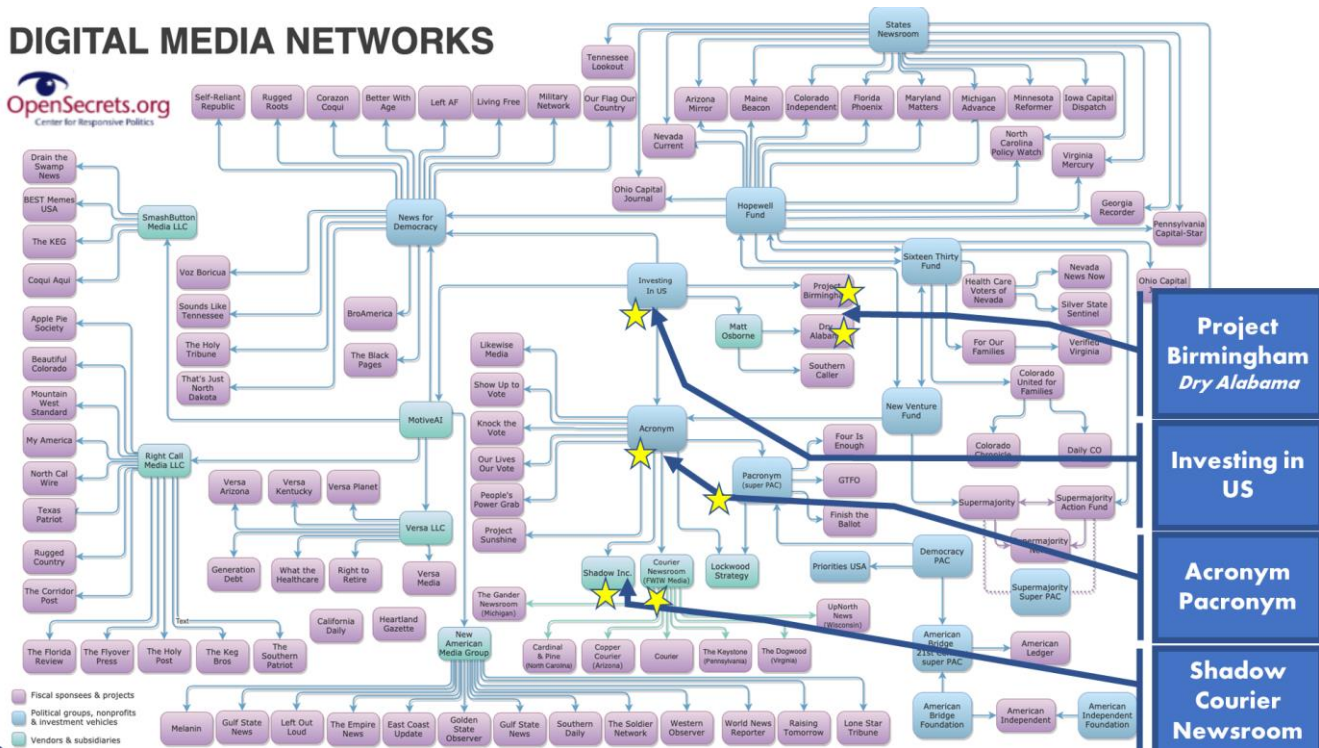 DIGITAL MEDIA NETWORKS
OpenSecrets.org
Center for Responsive Politics
States
Newsroom
Tennessee
Lookout
Self-Reliant
Republic
Rugged
Roots
Corazon
Coqui
Better With
Age
Left AF
Living Free
Military
Network
Our Flag Our
Country
Arizona
Mirror
Maine
Beacon
Colorado
Independent
Florida
Phoenix
Maryland
Matters
Michigan
Advance
Minnesota
Reformer
Iowa Capital
Dispatch
Nevada
Current
North
Carolina
Policy Watch
Virginia
Mercury
Ohio Capital
Journal
Hopewell
Fund
Georgia
Recorder
Pennsylvania
Capital-Star
Drain the
Swamp
News
BEST Memes
USA
The KEG
Coqui Aqui
SmashButton
Media LLC
News for
Democracy
Voz Boricua
Sounds Like
Tennessee
The Holy
Tribune
That's Just
North
Dakota
BroAmerica
The Black
Pages
Investing
In US
Project
Birmingham
Matt
Osborne
Dry
Alabama
Southern
Caller
Sixteen Thirty
Fund
Health Care
Voters of
Nevada
Nevada
News Now
Silver State
Sentinel
Ohio Capital
For Our
Families
Verified
Virginia
Colorado
United for
Families
Colorado
Chronicle
Daily CO
New Venture
Fund
Apple Pie
Society
Beautiful
Colorado
Mountain
West
Standard
My America
North Cal
Wire
Texas
Patriot
Rugged
Country
The Corridor
Post
Right Call
Media LLC
MotiveAI
Likewise
Media
Show Up to
Vote
Knock the
Vote
Our Lives
Our Vote
People's
Power Grab
Project
Sunshine
Acronym
Pacronym
(super PAC)
Four Is
Enough
GTFO
Finish the
Ballot
Supermajority
Supermajority
Action Fund
Supermajority
Supermajority
Super PAC
Versa
Arizona
Versa
Kentucky
Versa Planet
Versa LLC
Generation
Debt
What the
Healthcare
Right to
Retire
Versa
Media
Shadow Inc.
Courier
Newsroom
(FWIW Media)
Lockwood
Strategy
Priorities USA
Democracy
PAC
The Gander
Newsroom
(Michigan)
UpNorth
News
(Wisconsin)
Cardinal
& Pine
(North Carolina)
Copper
Courier
(Arizona)
Courier
The Keystone
(Pennsylvania)
The Dogwood
(Virginia)
American
Bridge
21st
super PAC
American
Ledger
American
Bridge
Foundation
American
Independent
American
Independent
Foundation
California
Daily
Heartland
Gazette
New
American
Media Group
Text
The Florida
Review
The Flyover
Press
The Holy
Post
The Keg
Bros
The
Southern
Patriot
Melanin
Gulf State
News
Left Out
Loud
The Empire
News
East Coast
Update
Golden
State
Observer
Gulf State
News
Southern
Daily
The Soldier
Network
Western
Observer
World News
Reporter
Raising
Tomorrow
Lone Star
Tribune
Fiscal sponsees & projects
Political groups, nonprofits
& investment vehicles
Vendors & subsidiaries
Project
Birmingham
Dry Alabama
Investing in
US
Acronym
Pacronym
Shadow
Courier
Newsroom